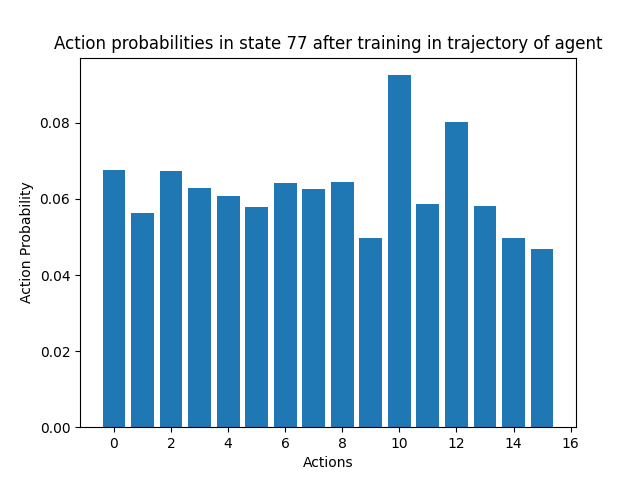 Action probabilities in state 77 after training in trajectory of agent
Action Probability
0.08
0.06
0.04
0.02
0.00
0 2 4 6 8 10 12 14 16
Actions